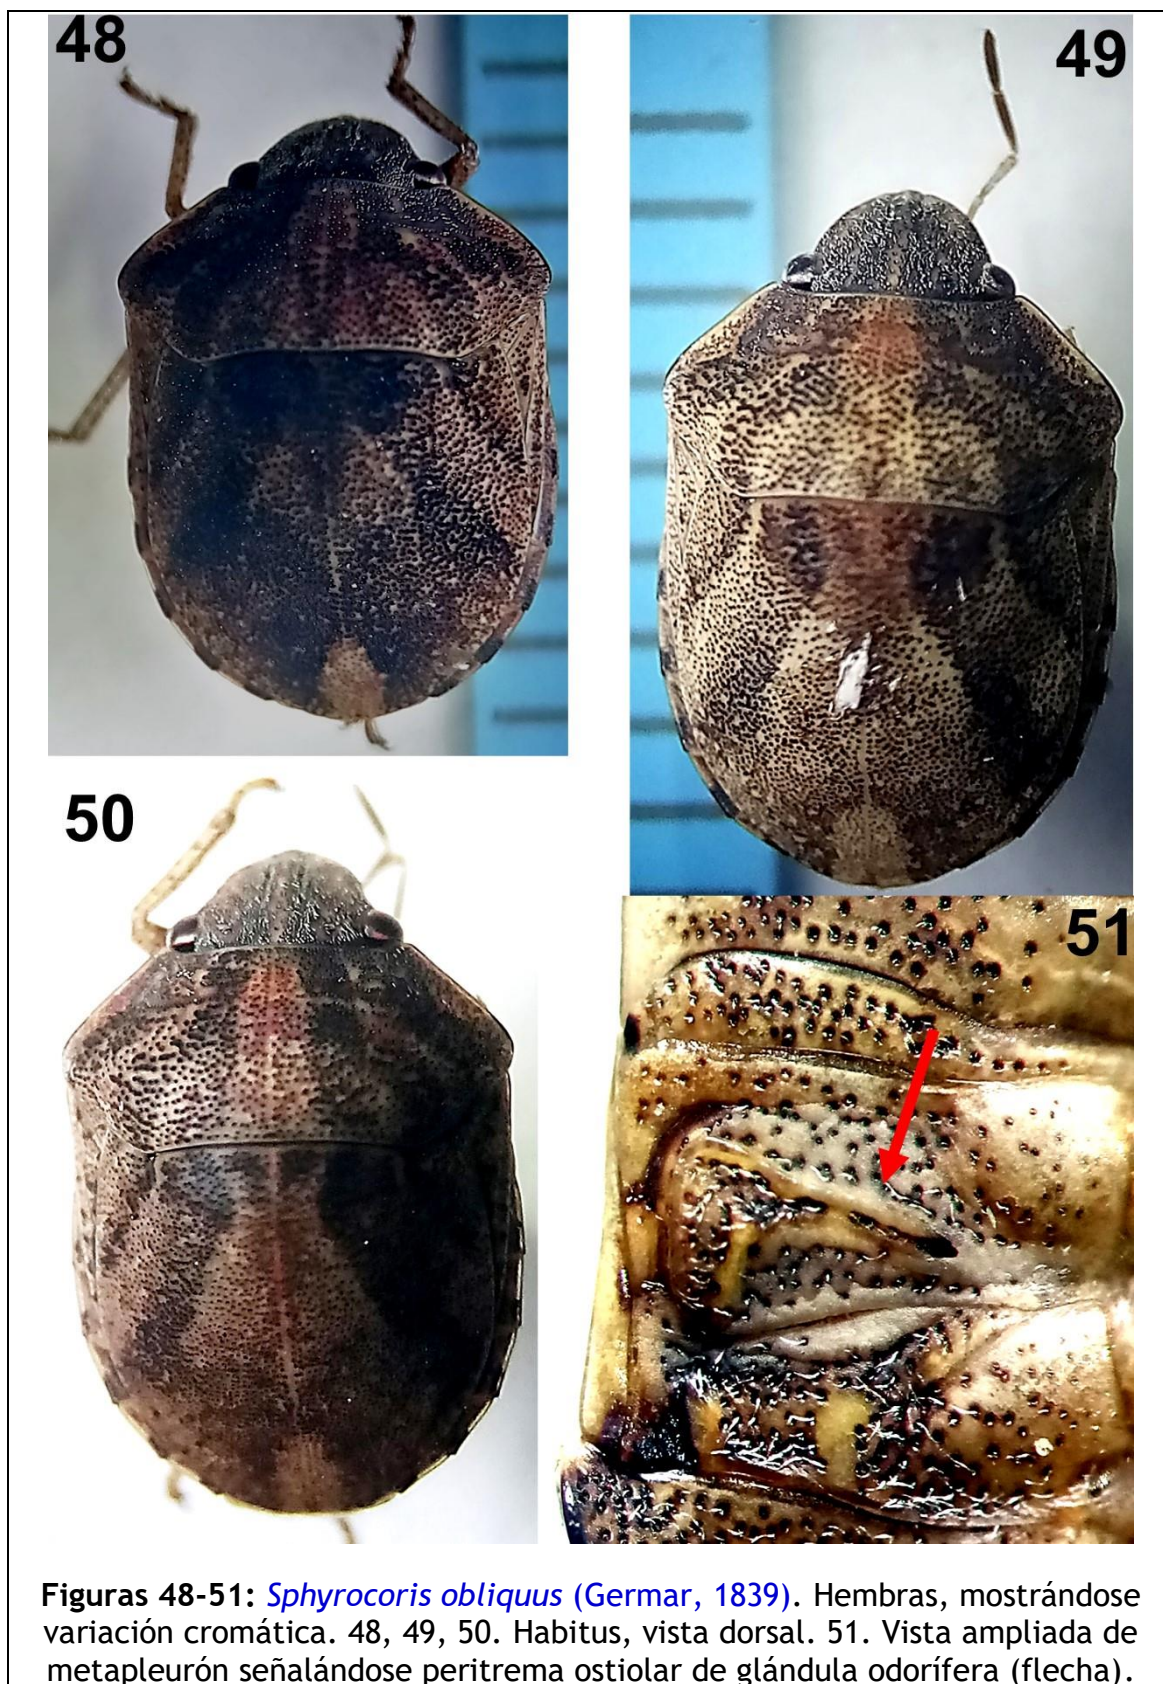 48
49
50
51
Figuras 48-51: Sphyrocoris obliquus (Germar, 1839). Hembras, mostrándose
variación cromática. 48, 49, 50. Habitus, vista dorsal. 51. Vista ampliada de
metapleurón señalándose peritrema ostiolar de glándula odorífera (flecha).